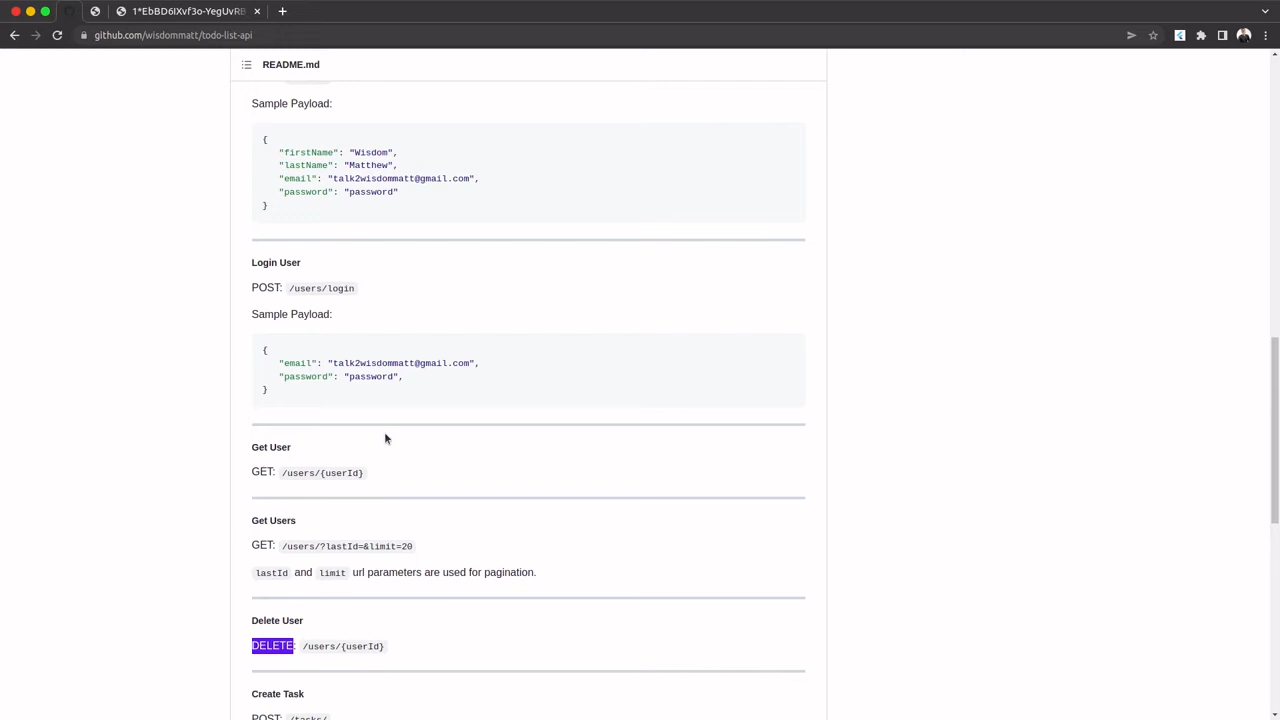 1*EbBD6IXvf3o-YegUvRB
github.com/wisdommatt/todo-list-api
README.md
Sample Payload:
{
"firstName": "Wisdom",
"lastName": "Matthew",
"email": "talk2wisdommatt@gmail.com",
"password": "password"
}
Login User
POST: /users/login
Sample Payload:
{
"email": "talk2wisdommatt@gmail.com",
"password": "password",
}
Get User
GET: /users/{userId}
Get Users
GET: /users/?lastId=&limit=20
lastId and limit url parameters are used for pagination.
Delete User
DELETE: /users/{userId}
Create Task
POST: /tasks/